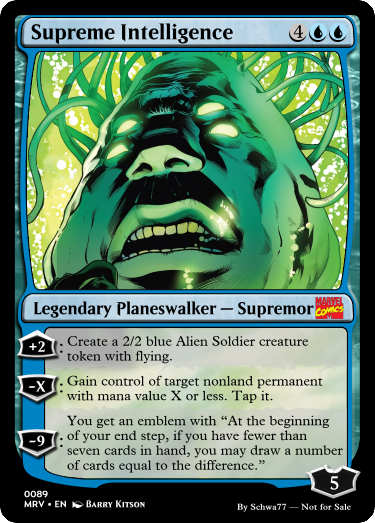 Supreme Intelligence 4
Legendary Planeswalker — Supremor MARVEL COMICS
+2: Create a 2/2 blue Alien Soldier creature
token with flying.
-X: Gain control of target nonland permanent
with mana value X or less. Tap it.
-9: You get an emblem with “At the beginning
of your end step, if you have fewer than
seven cards in hand, you may draw a number
of cards equal to the difference.”
5
0089
MRV • EN Barry Kitson
By Schwa77 — Not for Sale